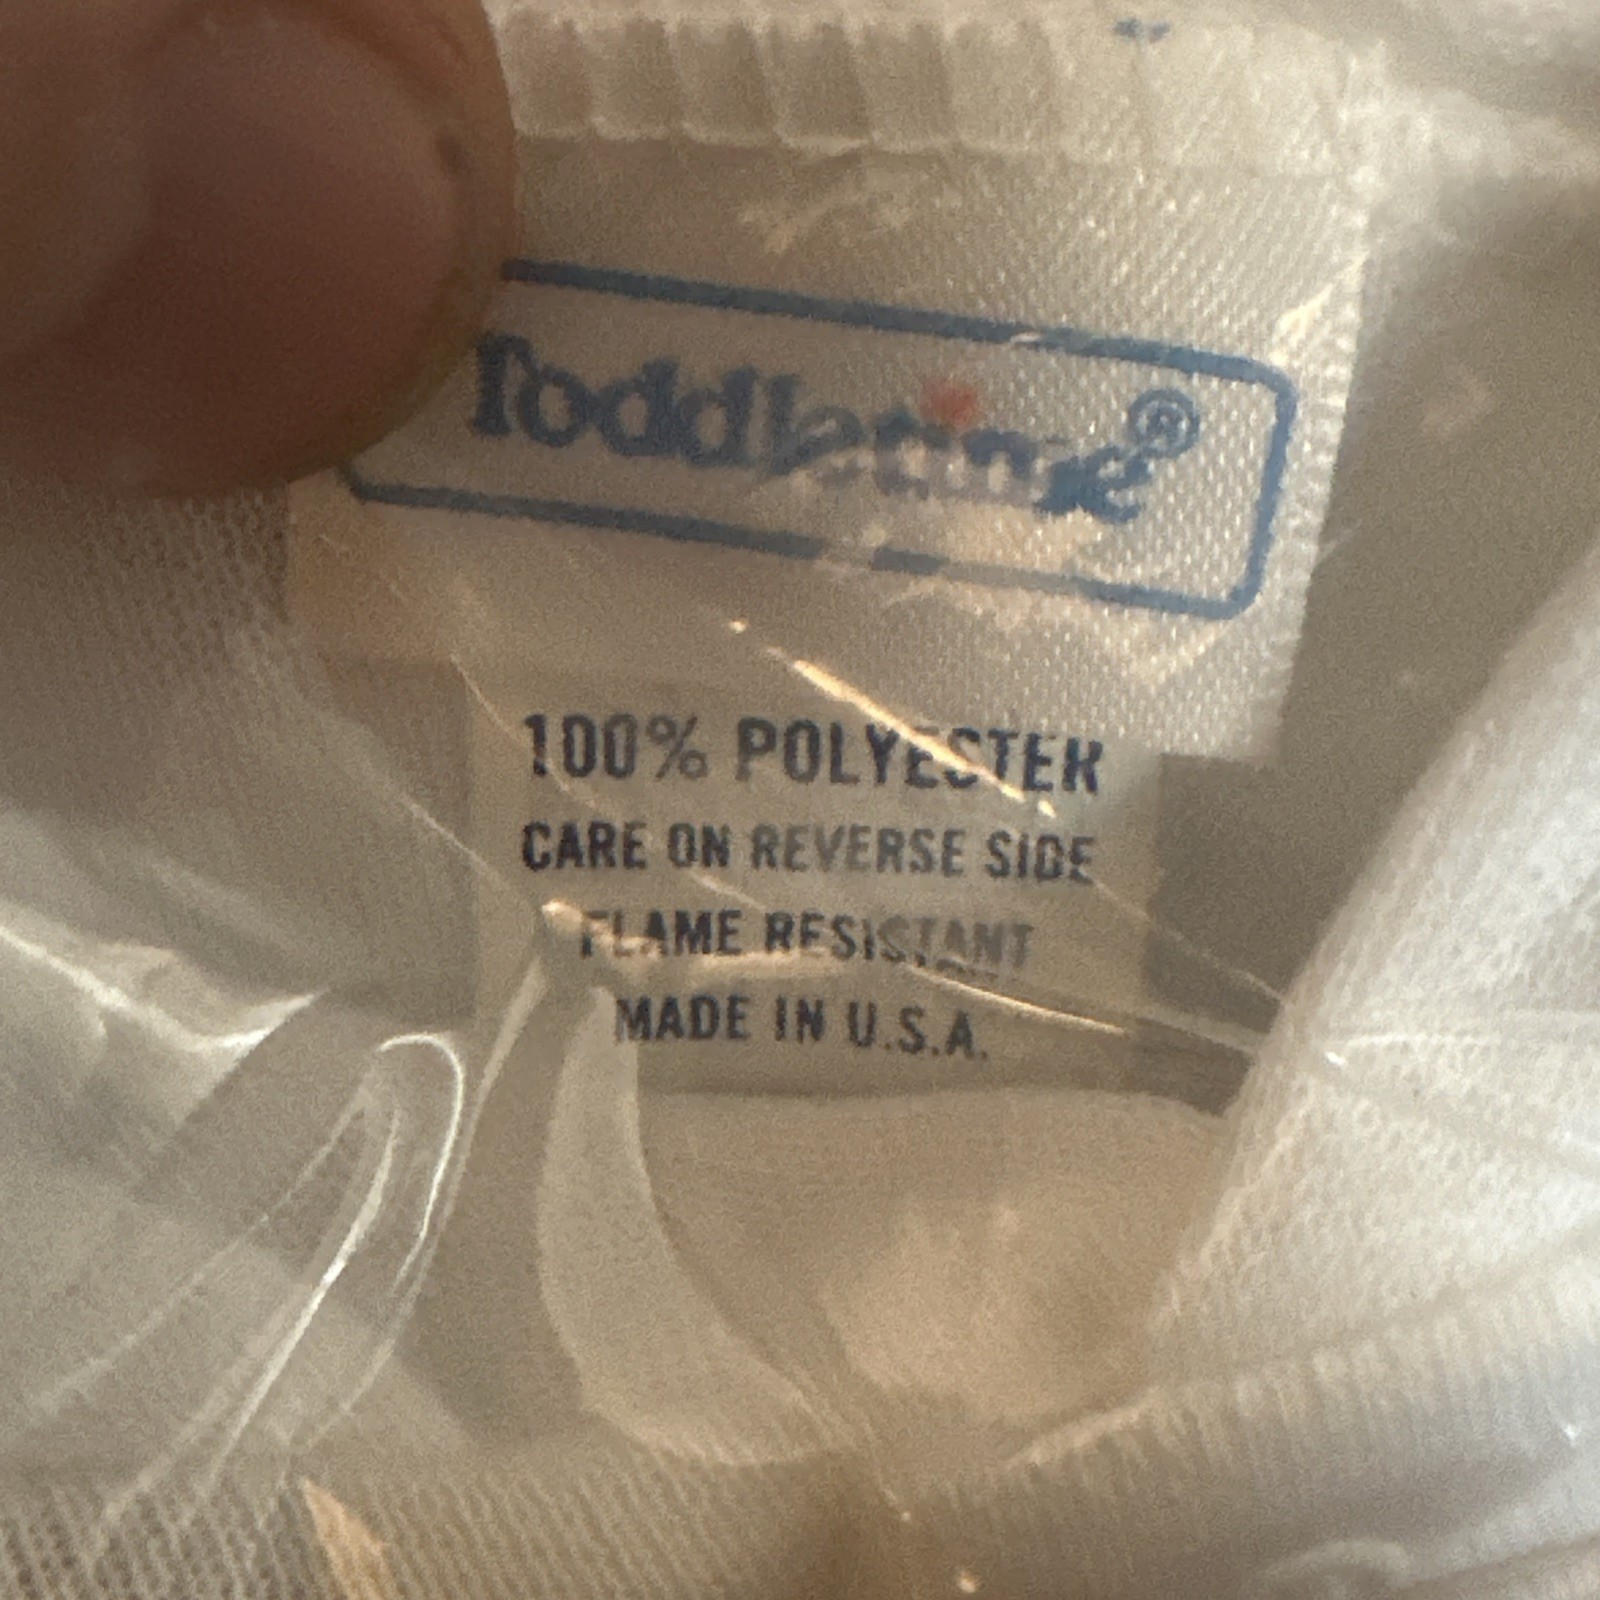 Toddletime®
100% POLYESTER
CARE ON REVERSE SIDE
FLAME RESISTANT
MADE IN U.S.A.